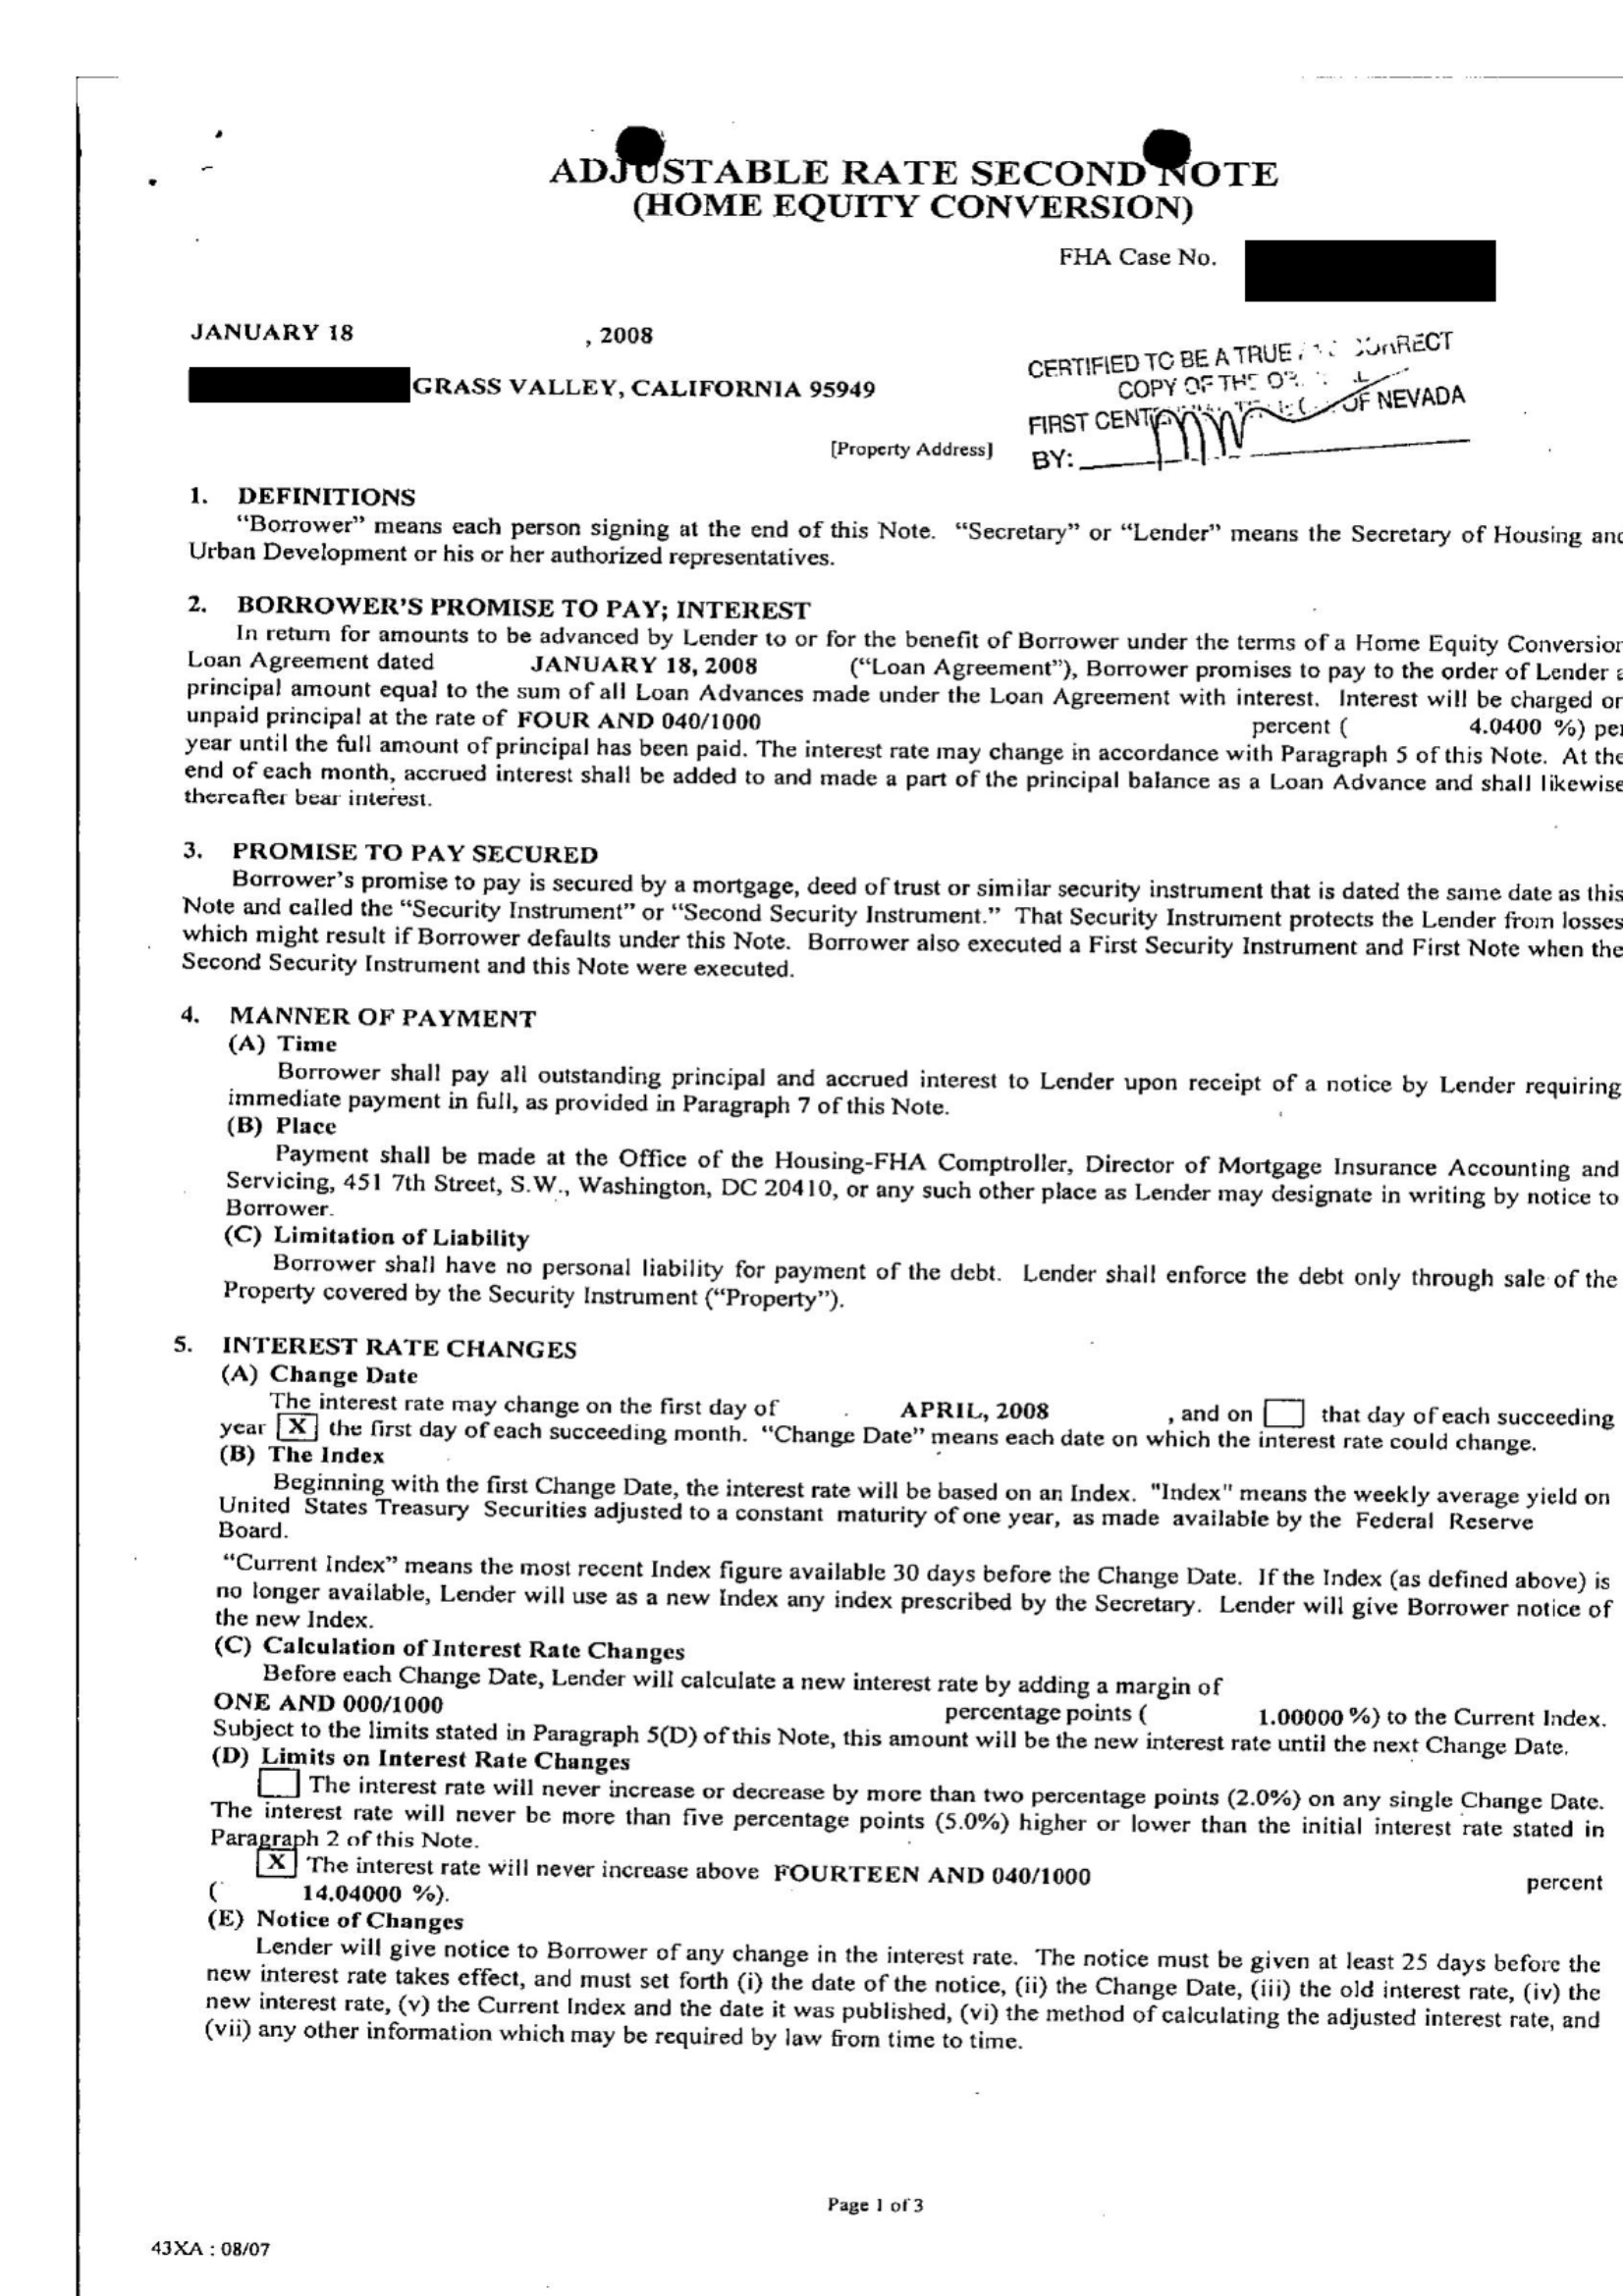 ADJUSTABLE RATE SECOND NOTE
(HOME EQUITY CONVERSION)
FHA Case No.
JANUARY 18 , 2008
GRASS VALLEY, CALIFORNIA 95949
[Property Address]
CERTIFIED TO BE A TRUE
COPY OF THE
FIRST OF NEVADA
BY:
1. DEFINITIONS
“Borrower” means each person signing at the end of this Note. “Secretary” or “Lender” means the Secretary of Housing and
Urban Development or his or her authorized representatives.
2. BORROWER'S PROMISE TO PAY; INTEREST
In return for amounts to be advanced by Lender to or for the benefit of Borrower under the terms of a Home Equity Conversion
Loan Agreement dated JANUARY 18, 2008 (“Loan Agreement”), Borrower promises to pay to the order of Lender a
principal amount equal to the sum of all Loan Advances made under the Loan Agreement with interest. Interest will be charged on
unpaid principal at the rate of FOUR AND 040/1000 percent ( 4.0400 %) per
year until the full amount of principal has been paid. The interest rate may change in accordance with Paragraph 5 of this Note. At the
end of each month, accrued interest shall be added to and made a part of the principal balance as a Loan Advance and shall likewise
thereafter bear interest.
3. PROMISE TO PAY SECURED
Borrower's promise to pay is secured by a mortgage, deed of trust or similar security instrument that is dated the same date as this
Note and called the “Security Instrument” or “Second Security Instrument.” That Security Instrument protects the Lender from losses
which might result if Borrower defaults under this Note. Borrower also executed a First Security Instrument and First Note when the
Second Security Instrument and this Note were executed.
4. MANNER OF PAYMENT
(A) Time
Borrower shall pay all outstanding principal and accrued interest to Lender upon receipt of a notice by Lender requiring
immediate payment in full, as provided in Paragraph 7 of this Note.
(B) Place
Payment shall be made at the Office of the Housing-FHA Comptroller, Director of Mortgage Insurance Accounting and
Servicing, 451 7th Street, S.W., Washington, DC 20410, or any such other place as Lender may designate in writing by notice to
Borrower.
(C) Limitation of Liability
Borrower shall have no personal liability for payment of the debt. Lender shall enforce the debt only through sale of the
Property covered by the Security Instrument (“Property”).
5. INTEREST RATE CHANGES
(A) Change Date
The interest rate may change on the first day of APRIL, 2008 , and on that day of each succeeding
year X the first day of each succeeding month. “Change Date” means each date on which the interest rate could change.
(B) The Index
Beginning with the first Change Date, the interest rate will be based on an Index. "Index" means the weekly average yield on
United States Treasury Securities adjusted to a constant maturity of one year, as made available by the Federal Reserve
Board.
“Current Index” means the most recent Index figure available 30 days before the Change Date. If the Index (as defined above) is
no longer available, Lender will use as a new Index any index prescribed by the Secretary. Lender will give Borrower notice of
the new Index.
(C) Calculation of Interest Rate Changes
Before each Change Date, Lender will calculate a new interest rate by adding a margin of
ONE AND 000/1000 percentage points ( 1.00000 %) to the Current Index.
Subject to the limits stated in Paragraph 5(D) of this Note, this amount will be the new interest rate until the next Change Date.
(D) Limits on Interest Rate Changes
The interest rate will never increase or decrease by more than two percentage points (2.0%) on any single Change Date.
The interest rate will never be more than five percentage points (5.0%) higher or lower than the initial interest rate stated in
Paragraph 2 of this Note.
X The interest rate will never increase above FOURTEEN AND 040/1000 percent
( 14.04000 %).
(E) Notice of Changes
Lender will give notice to Borrower of any change in the interest rate. The notice must be given at least 25 days before the
new interest rate takes effect, and must set forth (i) the date of the notice, (ii) the Change Date, (iii) the old interest rate, (iv) the
new interest rate, (v) the Current Index and the date it was published, (vi) the method of calculating the adjusted interest rate, and
(vii) any other information which may be required by law from time to time.
Page 1 of 3
43XA : 08/07